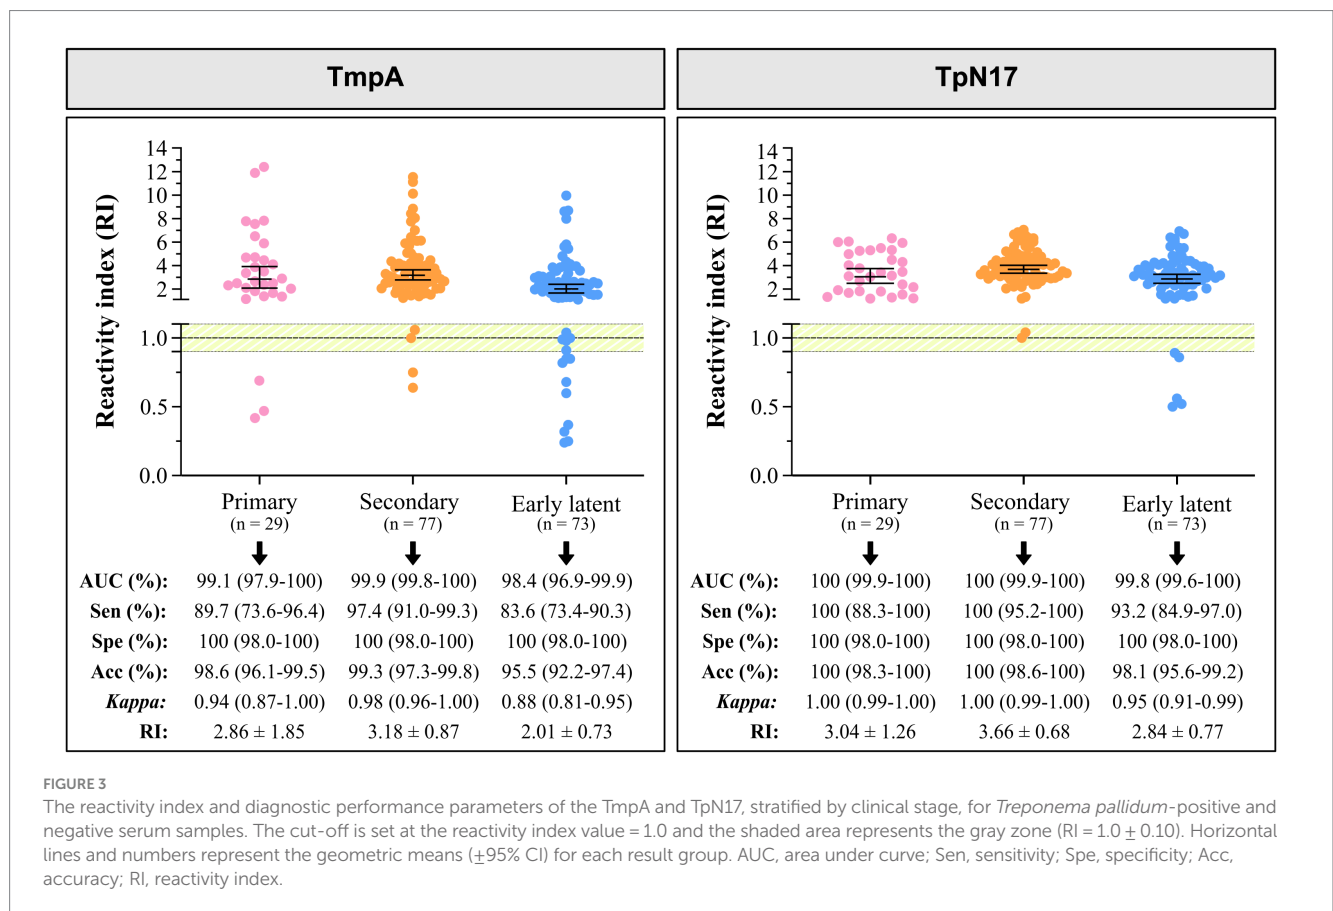 TmpA
TpN17
Reactivity index (RI)
14
12
10
8
6
4
2
1.0
0.5
0.0
Primary
(n = 29)
Secondary
(n = 77)
Early latent
(n = 73)
AUC (%): 99.1 (97.9-100) 99.9 (99.8-100) 98.4 (96.9-99.9)
Sen (%): 89.7 (73.6-96.4) 97.4 (91.0-99.3) 83.6 (73.4-90.3)
Spe (%): 100 (98.0-100) 100 (98.0-100) 100 (98.0-100)
Acc (%): 98.6 (96.1-99.5) 99.3 (97.3-99.8) 95.5 (92.2-97.4)
Kappa: 0.94 (0.87-1.00) 0.98 (0.96-1.00) 0.88 (0.81-0.95)
RI: 2.86 ± 1.85 3.18 ± 0.87 2.01 ± 0.73
Reactivity index (RI)
14
12
10
8
6
4
2
1.0
0.5
0.0
Primary
(n = 29)
Secondary
(n = 77)
Early latent
(n = 73)
AUC (%): 100 (99.9-100) 100 (99.9-100) 99.8 (99.6-100)
Sen (%): 100 (88.3-100) 100 (95.2-100) 93.2 (84.9-97.0)
Spe (%): 100 (98.0-100) 100 (98.0-100) 100 (98.0-100)
Acc (%): 100 (98.3-100) 100 (98.6-100) 98.1 (95.6-99.2)
Kappa: 1.00 (0.99-1.00) 1.00 (0.99-1.00) 0.95 (0.91-0.99)
RI: 3.04 ± 1.26 3.66 ± 0.68 2.84 ± 0.77
FIGURE 3
The reactivity index and diagnostic performance parameters of the TmpA and TpN17, stratified by clinical stage, for Treponema pallidum-positive and
negative serum samples. The cut-off is set at the reactivity index value = 1.0 and the shaded area represents the gray zone (RI = 1.0 ± 0.10). Horizontal
lines and numbers represent the geometric means (±95% CI) for each result group. AUC, area under curve; Sen, sensitivity; Spe, specificity; Acc,
accuracy; RI, reactivity index.